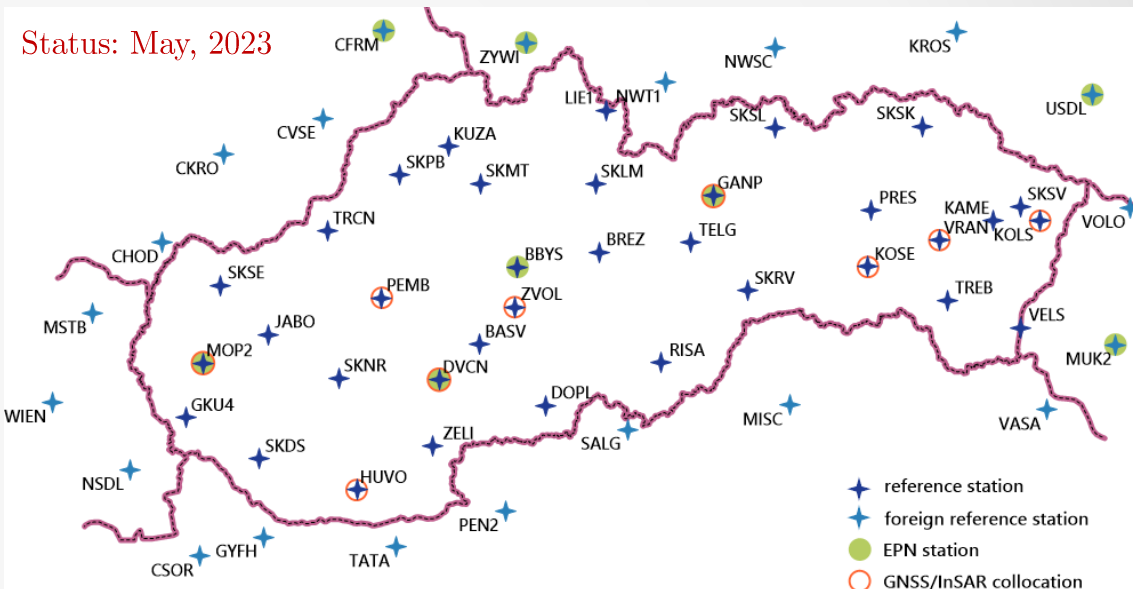 Status: May, 2023
CFRM
ZYWI
NWSC
KROS
LIE1
NWT1
USDL
CVSE
KUZA
SKSL
SKSK
CKRO
SKPB
SKMT
SKLM
GANP
PRES
KAME
SKSV
VOLO
TRCN
TELG
VRAN
KOLS
CHOD
BREZ
BBYS
KOSE
SKSE
PEMB
ZVOL
SKRV
TREB
MSTB
JABO
BASV
VELS
MOP2
SKNR
DVCN
RISA
MUK2
WIEN
GKU4
DOPL
MISC
VASA
SKDS
ZELI
SALG
NSDL
HUVO
PEN2
CSOR
GYFH
TATA
reference station
foreign reference station
EPN station
GNSS/InSAR collocation